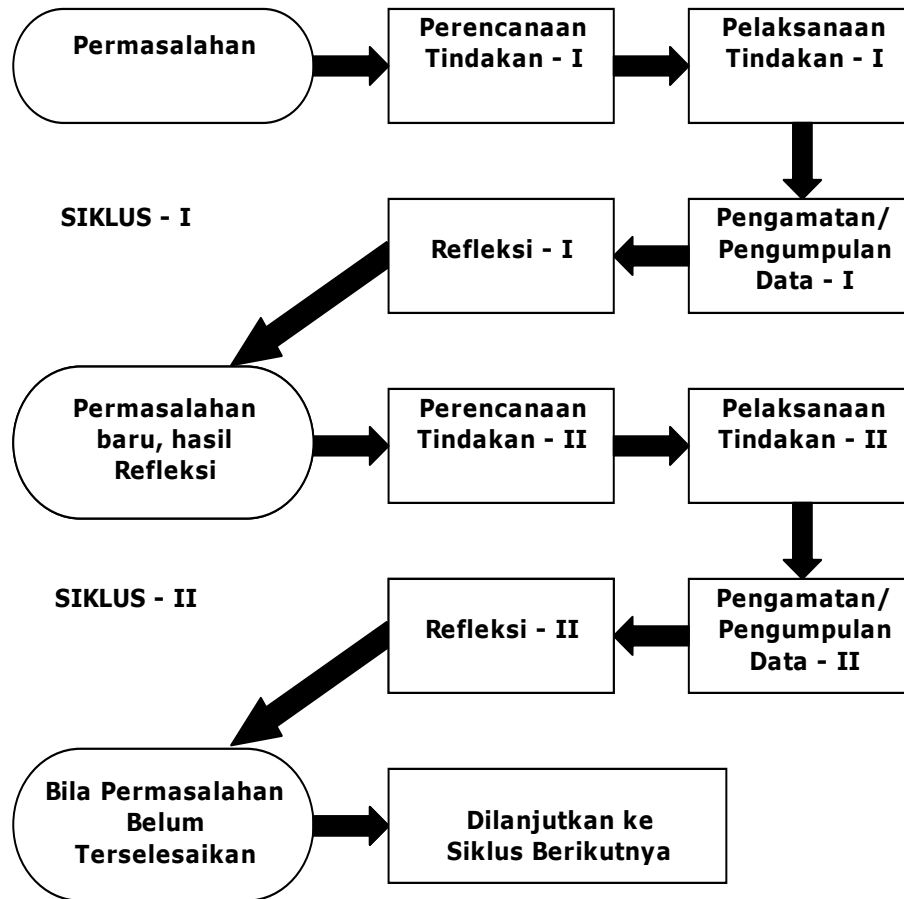 Permasalahan
Perencanaan
Tindakan - I
Pelaksanaan
Tindakan - I
SIKLUS - I
Refleksi - I
Pengamatan/
Pengumpulan
Data - I
Permasalahan
baru, hasil
Refleksi
Perencanaan
Tindakan - II
Pelaksanaan
Tindakan - II
SIKLUS - II
Refleksi - II
Pengamatan/
Pengumpulan
Data - II
Bila Permasalahan
Belum
Terselesaikan
Dilanjutkan ke
Siklus Berikutnya